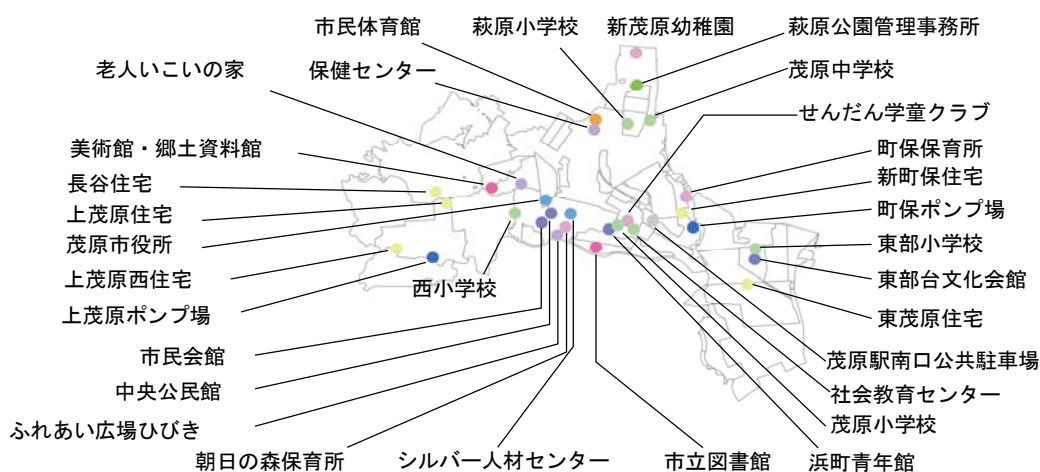 市民体育館
萩原小学校
新茂原幼稚園
萩原公園管理事務所
老人いこいの家
保健センター
茂原中学校
せんだん学童クラブ
美術館・郷土資料館
町保保育所
長谷住宅
新町保住宅
上茂原住宅
町保ポンプ場
茂原市役所
東部小学校
上茂原西住宅
西小学校
東部台文化会館
上茂原ポンプ場
東茂原住宅
市民会館
茂原駅南口公共駐車場
中央公民館
社会教育センター
ふれあい広場ひびき
茂原小学校
朝日の森保育所
シルバー人材センター
市立図書館
浜町青年館